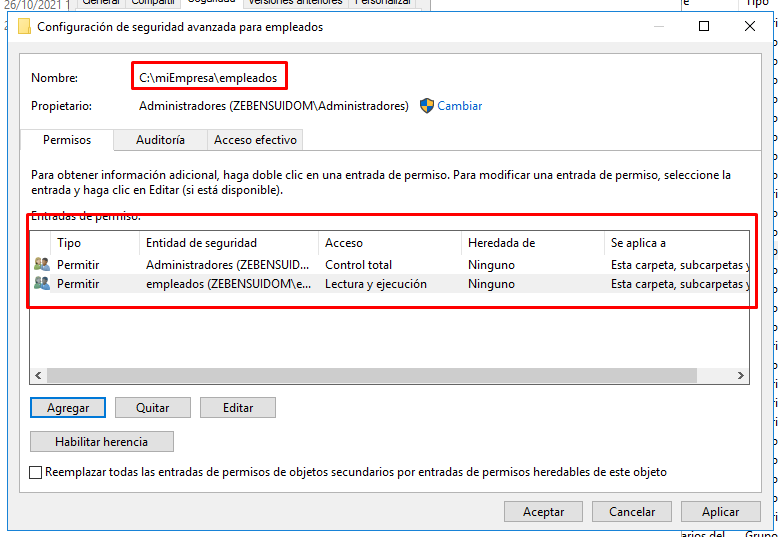 26/10/2021 1
General Compartir Seguridad Versiones anteriores Personalizar
Tipo
Configuración de seguridad avanzada para empleados
Nombre: C:\miEmpresa\empleados
Propietario: Administradores (ZEBENSUIDOM\Administradores) Cambiar
Permisos Auditoría Acceso efectivo
Para obtener información adicional, haga doble clic en una entrada de permiso. Para modificar una entrada de permiso, seleccione la
entrada y haga clic en Editar (si está disponible).
Entradas de permiso:
Tipo Entidad de seguridad Acceso Heredada de Se aplica a
Permitir Administradores (ZEBENSUID... Control total Ninguno Esta carpeta, subcarpetas y
Permitir empleados (ZEBENSUIDOM\e... Lectura y ejecución Ninguno Esta carpeta, subcarpetas y
Agregar Quitar Editar
Habilitar herencia
Reemplazar todas las entradas de permisos de objetos secundarios por entradas de permisos heredables de este objeto
Aceptar Cancelar Aplicar
arios del Grupo